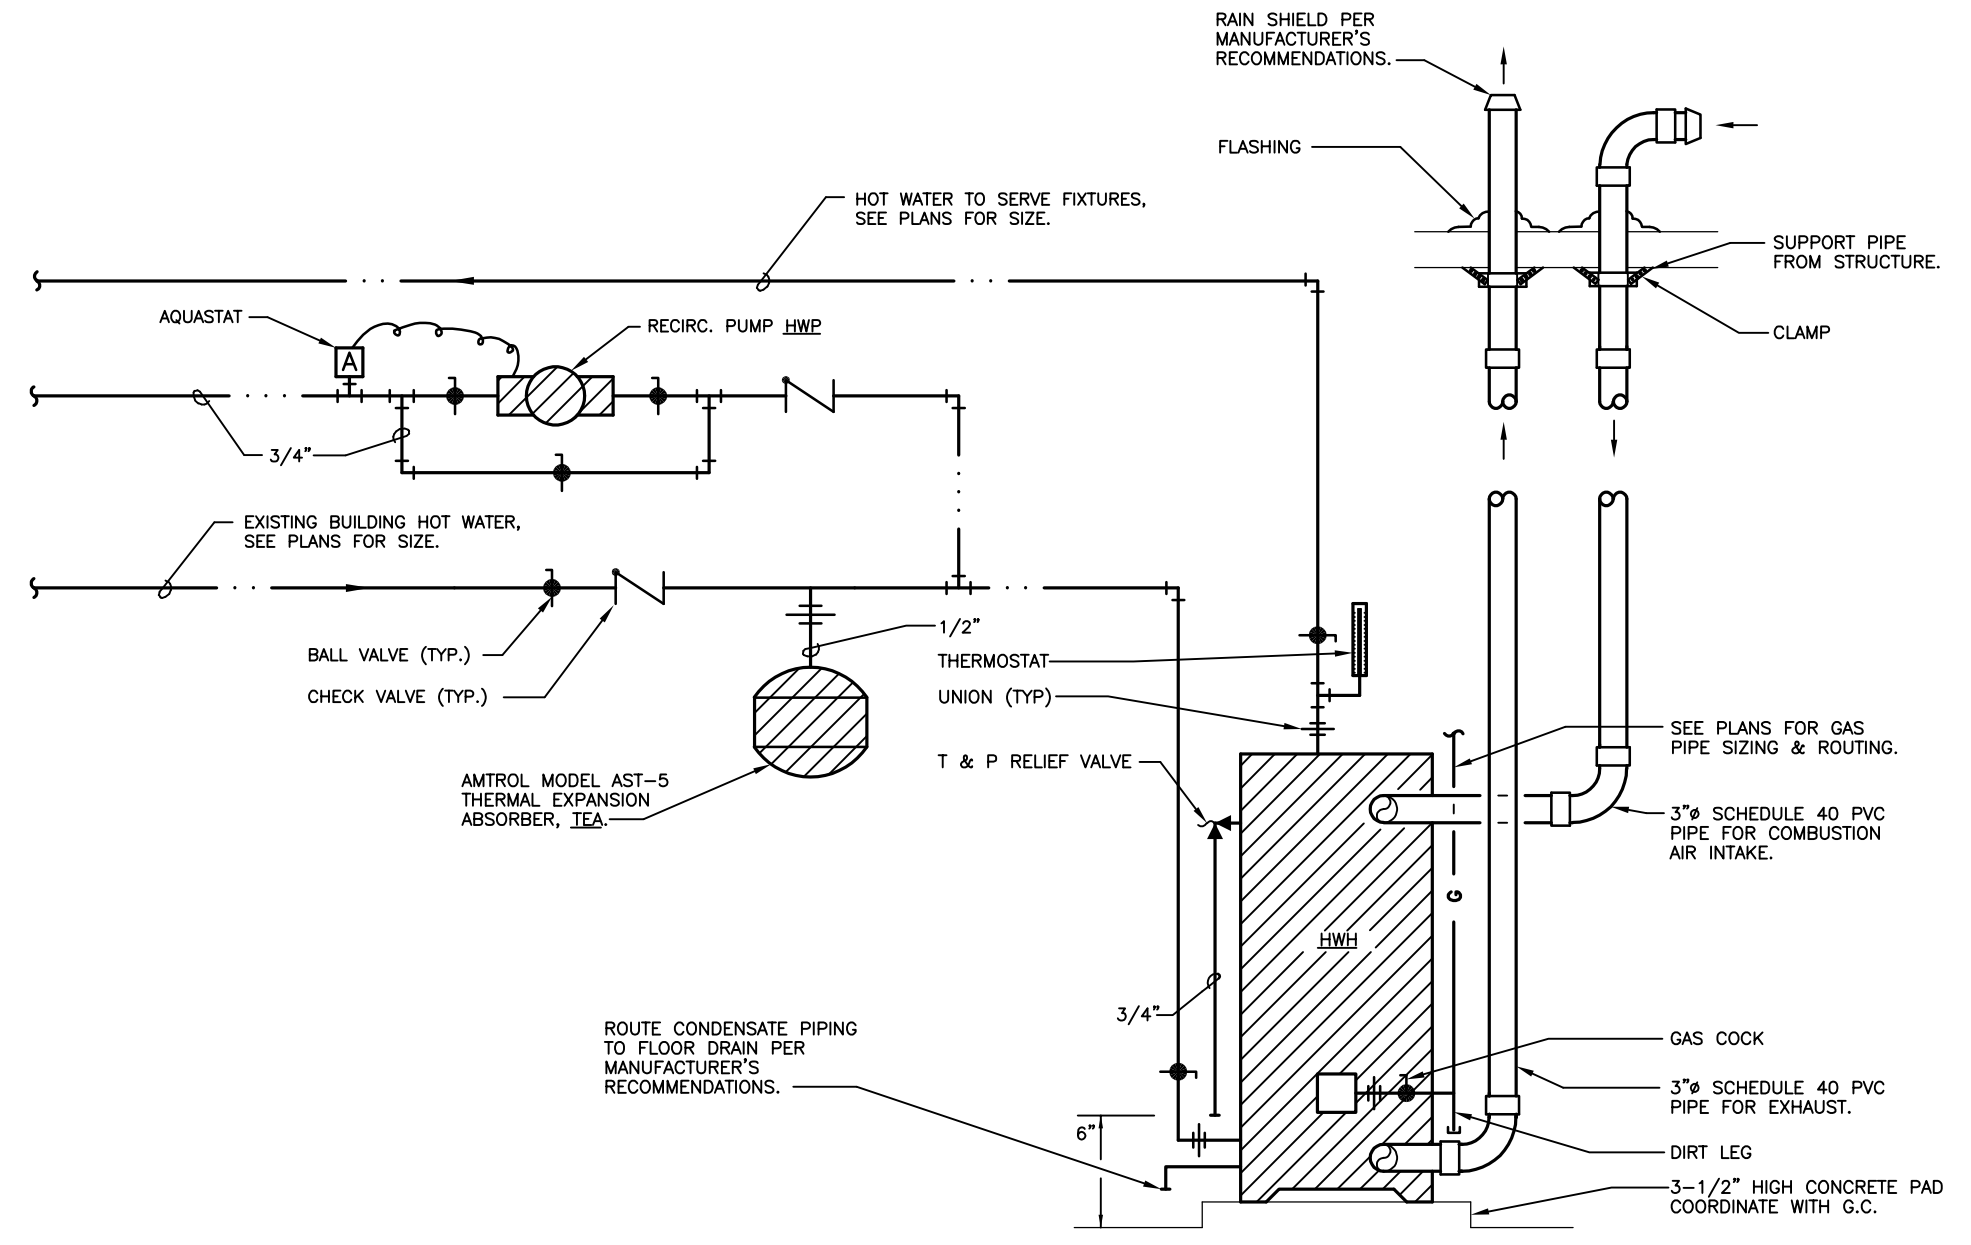 RAIN SHIELD PER
MANUFACTURER'S
RECOMMENDATIONS.
FLASHING
HOT WATER TO SERVE FIXTURES,
SEE PLANS FOR SIZE.
SUPPORT PIPE
FROM STRUCTURE.
CLAMP
AQUASTAT
A
RECIRC. PUMP HWP
3/4"
EXISTING BUILDING HOT WATER,
SEE PLANS FOR SIZE.
BALL VALVE (TYP.)
CHECK VALVE (TYP.)
1/2"
THERMOSTAT
UNION (TYP)
T & P RELIEF VALVE
AMTROL MODEL AST-5
THERMAL EXPANSION
ABSORBER, TEA.
SEE PLANS FOR GAS
PIPE SIZING & ROUTING.
3"ø SCHEDULE 40 PVC
PIPE FOR COMBUSTION
AIR INTAKE.
G
HWH
3/4"
ROUTE CONDENSATE PIPING
TO FLOOR DRAIN PER
MANUFACTURER'S
RECOMMENDATIONS.
6"
GAS COCK
3"ø SCHEDULE 40 PVC
PIPE FOR EXHAUST.
DIRT LEG
3-1/2" HIGH CONCRETE PAD
COORDINATE WITH G.C.